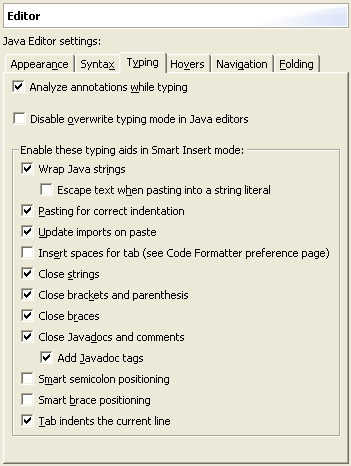 Editor
Java Editor settings:
Appearance Syntax Typing Hovers Navigation Folding
Analyze annotations while typing
Disable overwrite typing mode in Java editors
Enable these typing aids in Smart Insert mode:
Wrap Java strings
Escape text when pasting into a string literal
Pasting for correct indentation
Update imports on paste
Insert spaces for tab (see Code Formatter preference page)
Close strings
Close brackets and parenthesis
Close braces
Close Javadocs and comments
Add Javadoc tags
Smart semicolon positioning
Smart brace positioning
Tab indents the current line